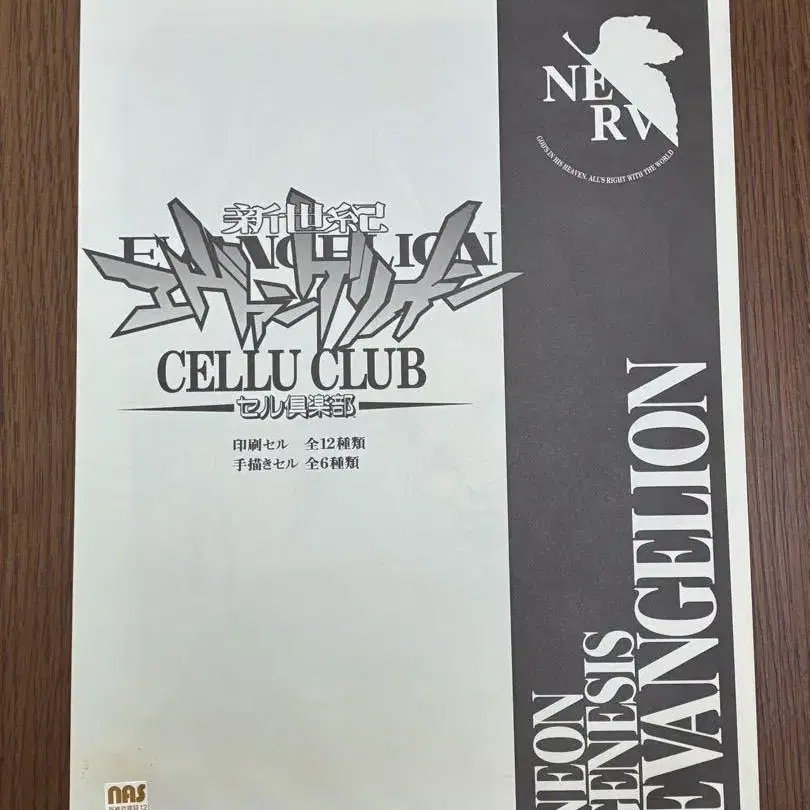 新世紀
EVANGELION
エヴァンゲリオン
CELLU CLUB
セル倶楽部
印刷セル 全12種類
手描きセル 全6種類
NERV
GOD'S IN HIS HEAVEN. ALL'S RIGHT WITH THE WORLD
NEON
GENESIS
EVANGELION
nas